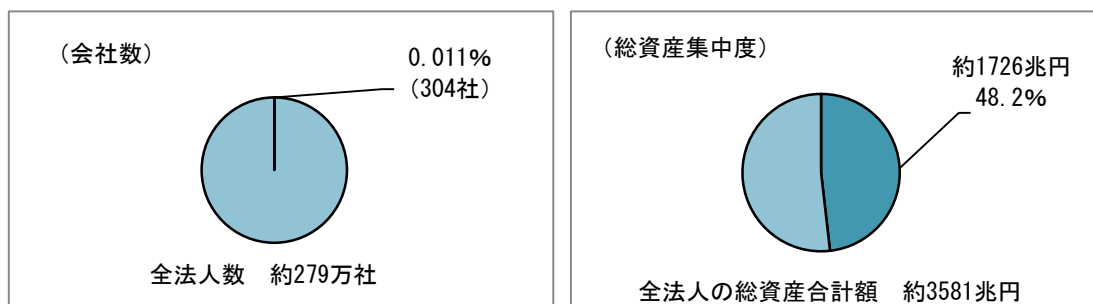 （会社数）
0.011%
（304社）
全法人数　約279万社
（総資産集中度）
約1726兆円
48.2%
全法人の総資産合計額　約3581兆円